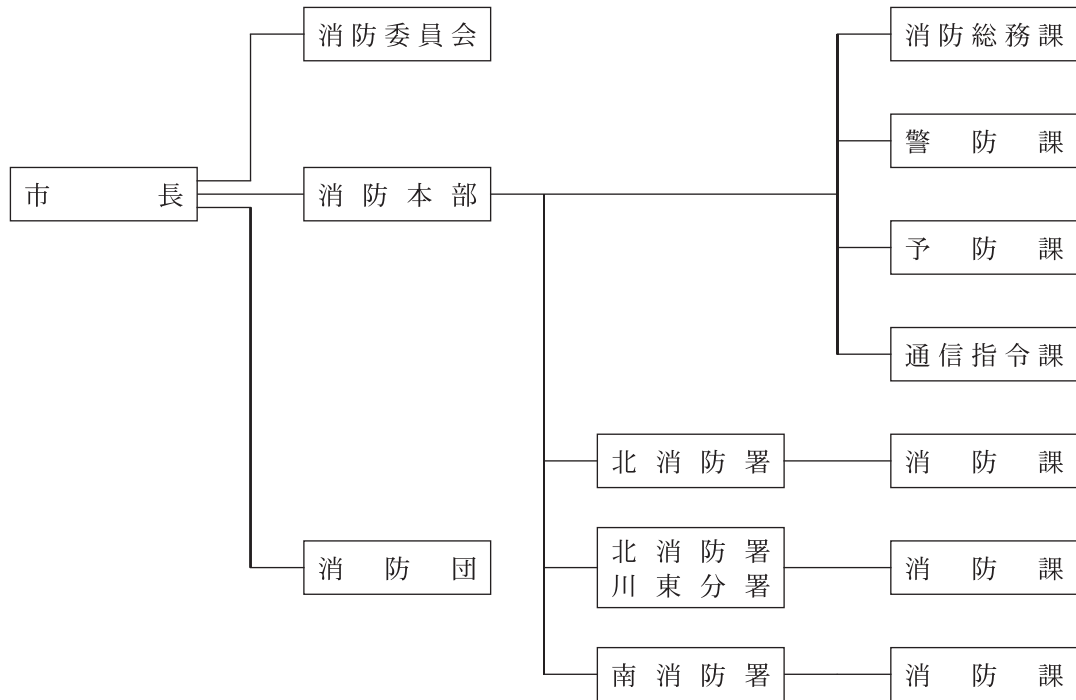 消防委員会
消防総務課
警防課
市長
消防本部
予防課
通信指令課
北消防署
消防課
消防団
北消防署
川東分署
消防課
南消防署
消防課